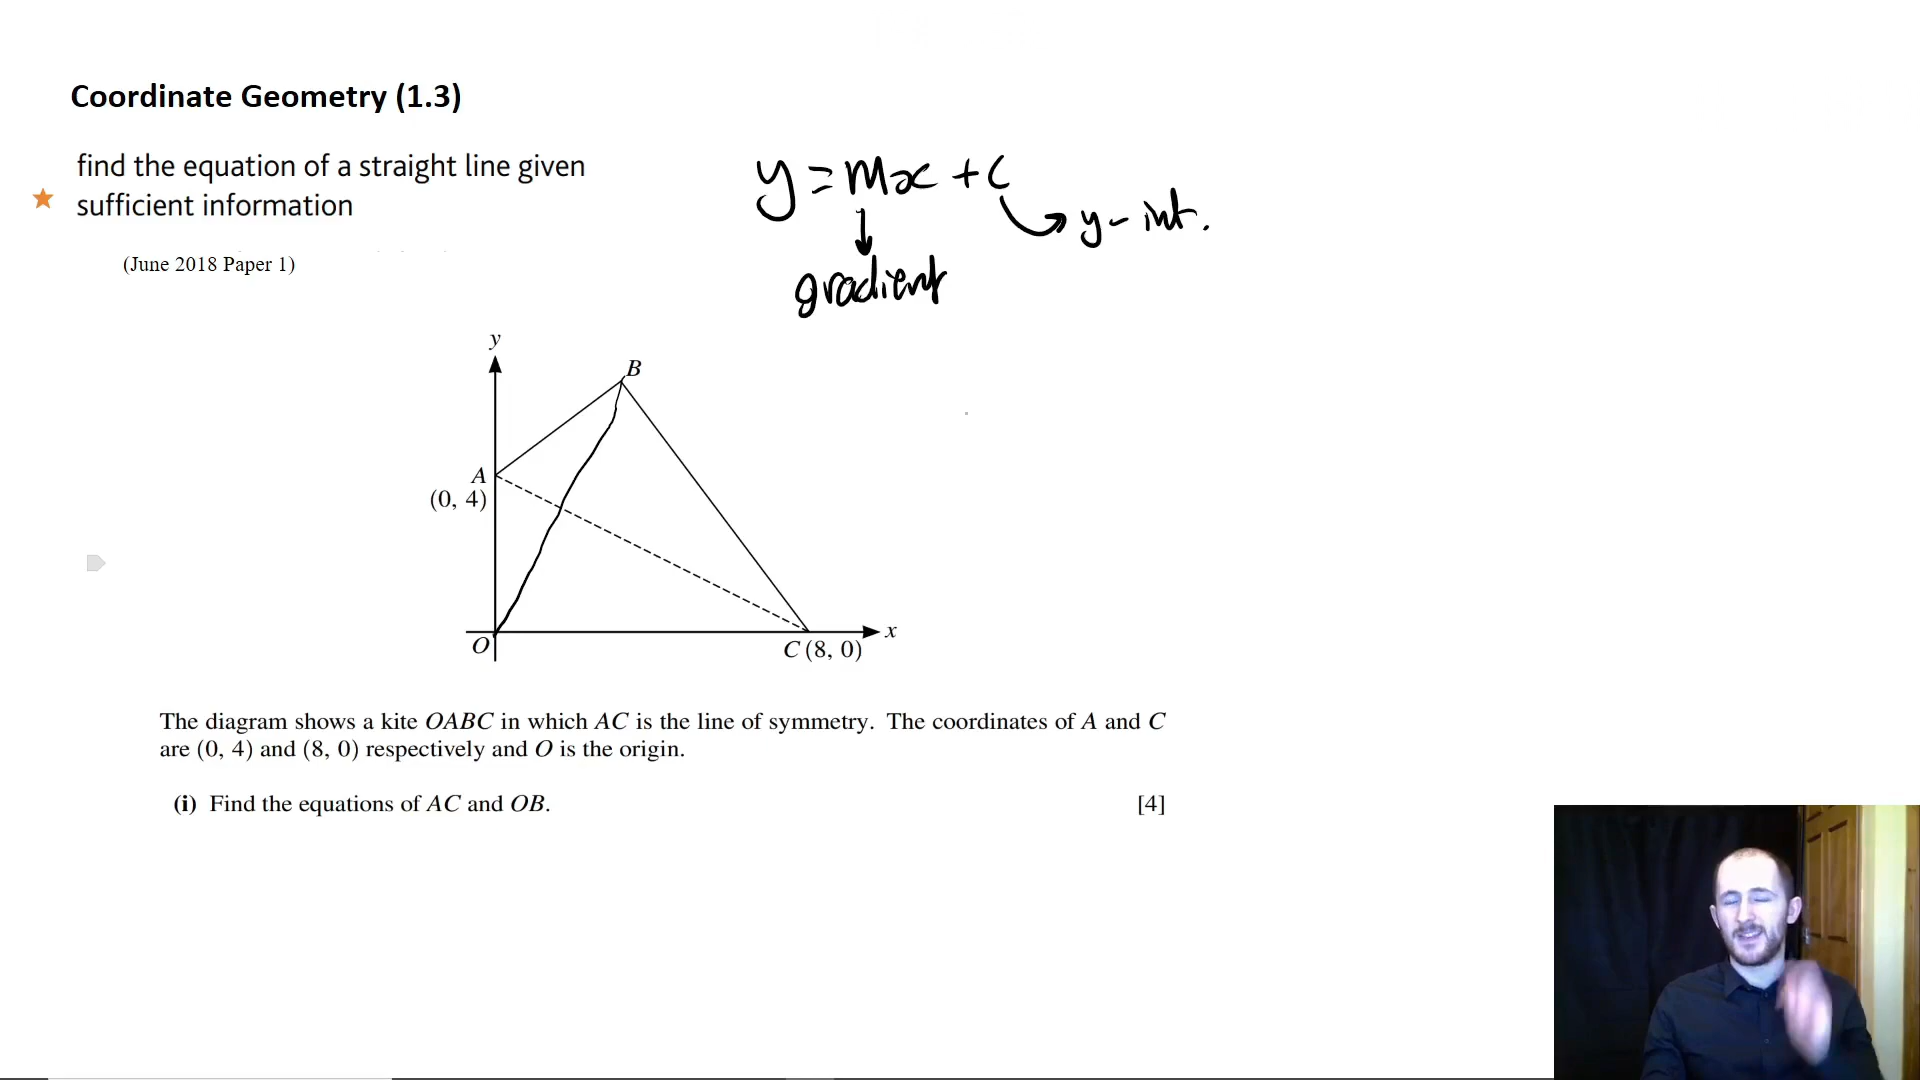 Coordinate Geometry (1.3)
find the equation of a straight line given
sufficient information
(June 2018 Paper 1)
y = mx + c
y-int.
gradient
y
B
A
(0, 4)
O
C (8, 0)
x
The diagram shows a kite OABC in which AC is the line of symmetry. The coordinates of A and C
are (0, 4) and (8, 0) respectively and O is the origin.
(i) Find the equations of AC and OB. [4]